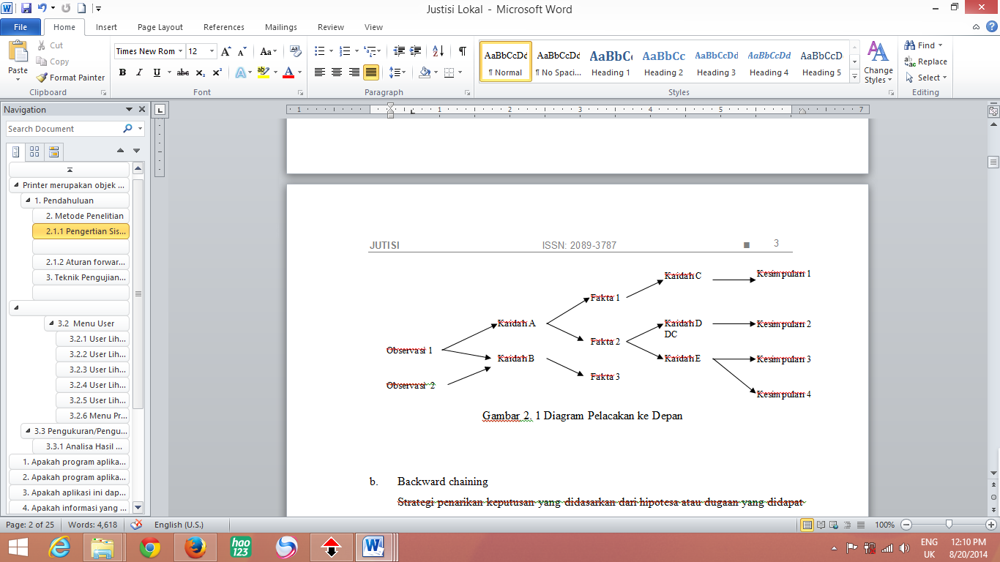 Justisi Lokal - Microsoft Word
File Home Insert Page Layout References Mailings Review View
Paste
Cut
Copy
Format Painter
Clipboard
Times New Rom 12
Font
Paragraph
AaBbCcDd AaBbCcDd AaBbCc AaBbCc AaBbCcDd AaBbCcDd AaBbCcD
¶ Normal ¶ No Spaci... Heading 1 Heading 2 Heading 3 Heading 4 Heading 5
Change Styles
Styles
Find
Replace
Select
Editing
Navigation
Search Document
Printer merupakan objek ...
1. Pendahuluan
2. Metode Penelitian
2.1.1 Pengertian Sis...
2.1.2 Aturan forwar...
3. Teknik Pengujian...
3.2 Menu User
3.2.1 User Lih...
3.2.2 User Lih...
3.2.3 User Lih...
3.2.4 User Lih...
3.2.5 User Lih...
3.2.6 Menu Pr...
3.3 Pengukuran/Pengu...
3.3.1 Analisa Hasil ...
1. Apakah program aplika...
2. Apakah program aplika...
3. Apakah aplikasi ini dap...
4. Apakah informasi yang ...
1 1 2 3 4 5 7
JUTISI ISSN: 2089-3787 ■ 3
Kaidah C Kesimpulan 1
Fakta 1
Kaidah A Kaidah D Kesimpulan 2
DC
Fakta 2
Observasi 1 Kaidah B Kaidah E Kesimpulan 3
Fakta 3
Observasi 2 Kesimpulan 4
Gambar 2. 1 Diagram Pelacakan ke Depan
b. Backward chaining
Strategi penarikan keputusan yang didasarkan dari hipotesa atau dugaan yang didapat
Page: 2 of 25 Words: 4,618 English (U.S.) 100%
hao
123
ENG
UK
12:10 PM
8/20/2014